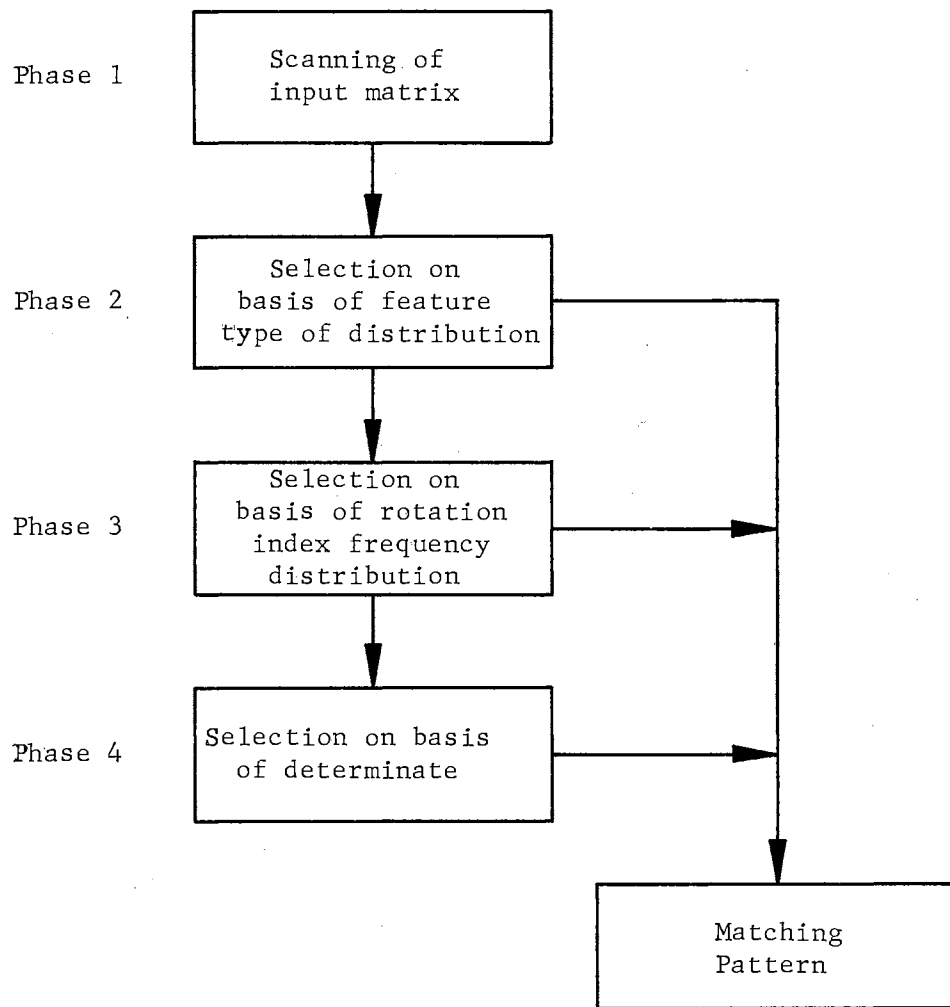 Phase 1
Scanning of
input matrix
Phase 2
Selection on
basis of feature
type of distribution
Phase 3
Selection on
basis of rotation
index frequency
distribution
Phase 4
Selection on basis
of determinate
Matching
Pattern